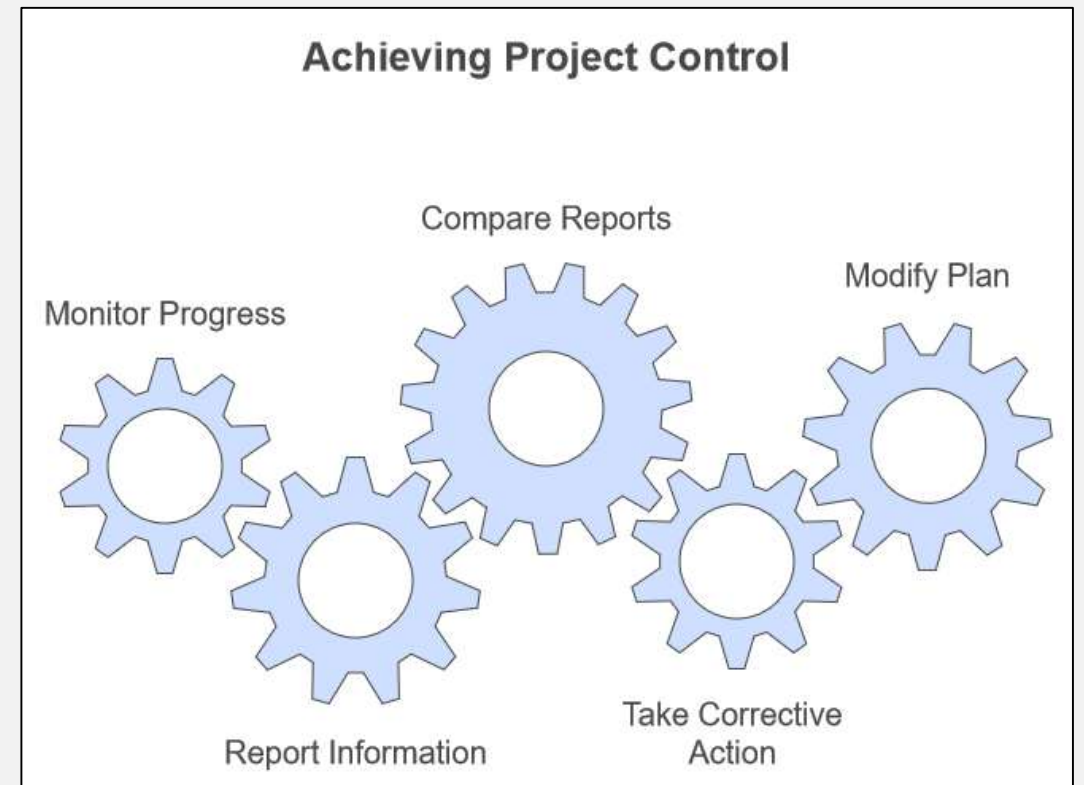 Achieving Project Control
Compare Reports
Modify Plan
Monitor Progress
Take Corrective
Action
Report Information